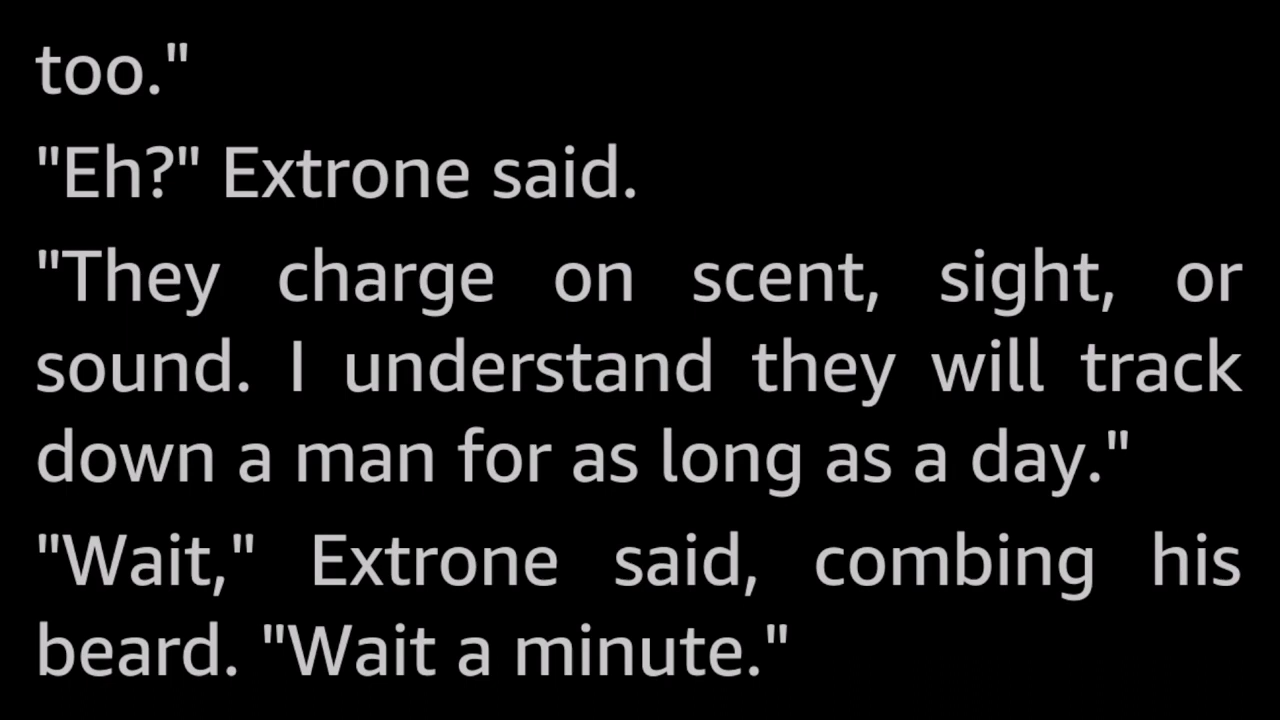 too."
"Eh?" Extrone said.
"They charge on scent, sight, or
sound. I understand they will track
down a man for as long as a day."
"Wait," Extrone said, combing his
beard. "Wait a minute."